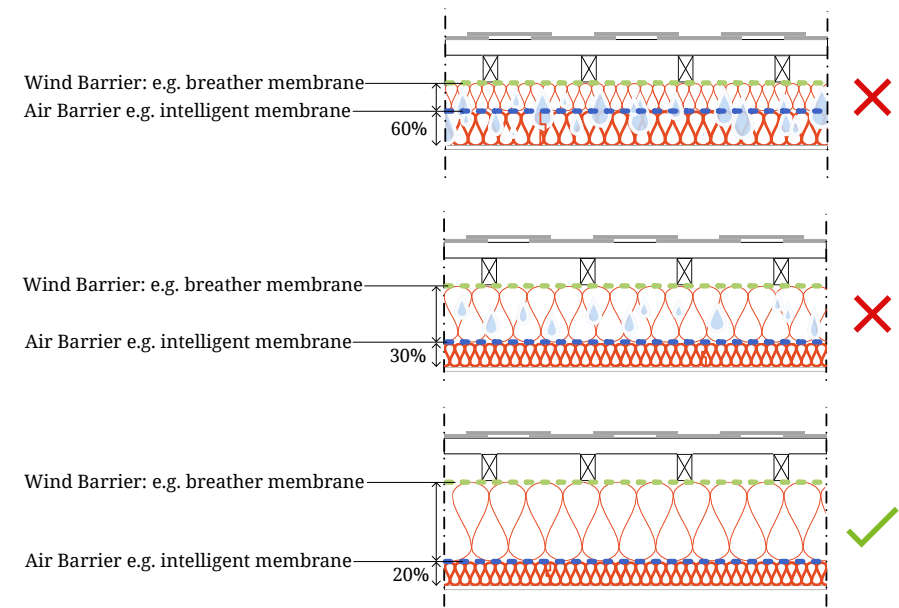 Wind Barrier: e.g. breather membrane
Air Barrier e.g. intelligent membrane
60%
Wind Barrier: e.g. breather membrane
Air Barrier e.g. intelligent membrane
30%
Wind Barrier: e.g. breather membrane
Air Barrier e.g. intelligent membrane
20%